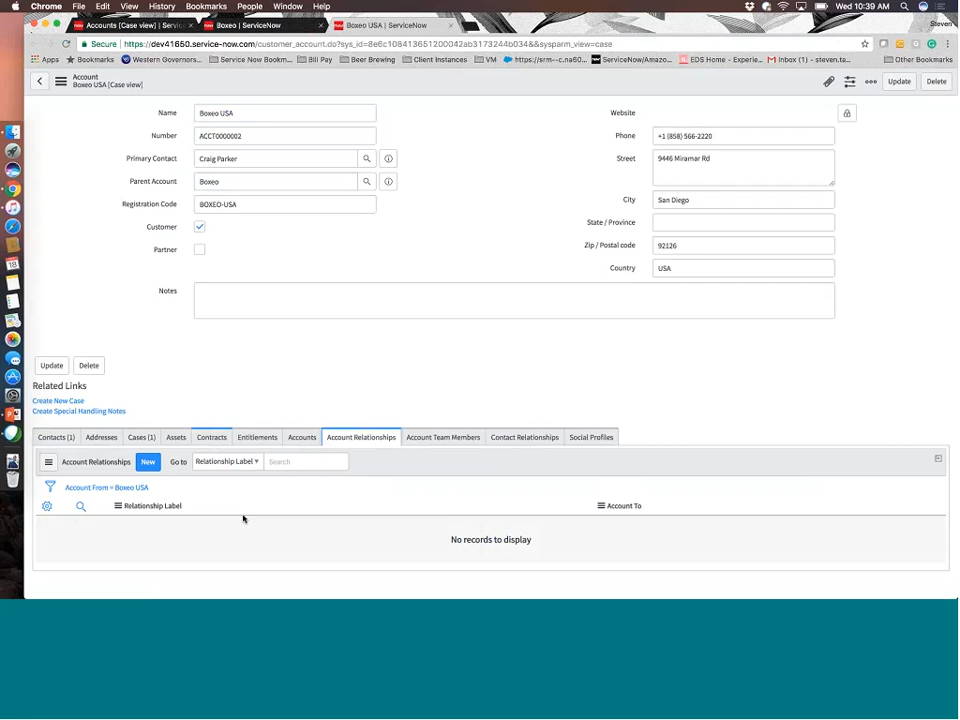 Chrome File Edit View History Bookmarks People Window Help Wed 10:39 AM
Accounts [Case view] | Servic × Boxeo | ServiceNow × Boxeo USA | ServiceNow × Steven
Secure https://dev41650.service-now.com/customer_account.do?sys_id=8e6c108413651200042ab3173244b034&&sysparm_view=case
Apps Bookmarks Western Governors... Service Now Bookm... Bill Pay Beer Brewing Client Instances VM https://srm--c.na60... ServiceNow/Amazo... EDS Home - Experie... Inbox (1) - steven.ta... Other Bookmarks
Account
Boxeo USA [Case view]
Update Delete
Name Boxeo USA
Number ACCT0000002
Primary Contact Craig Parker
Parent Account Boxeo
Registration Code BOXEO-USA
Customer
Partner
Website
Phone +1 (858) 566-2220
Street 9446 Miramar Rd
City San Diego
State / Province
Zip / Postal code 92126
Country USA
Notes
Update Delete
Related Links
Create New Case
Create Special Handling Notes
Contacts (1) Addresses Cases (1) Assets Contracts Entitlements Accounts Account Relationships Account Team Members Contact Relationships Social Profiles
Account Relationships New Go to Relationship Label Search
Account From = Boxeo USA
Relationship Label Account To
No records to display